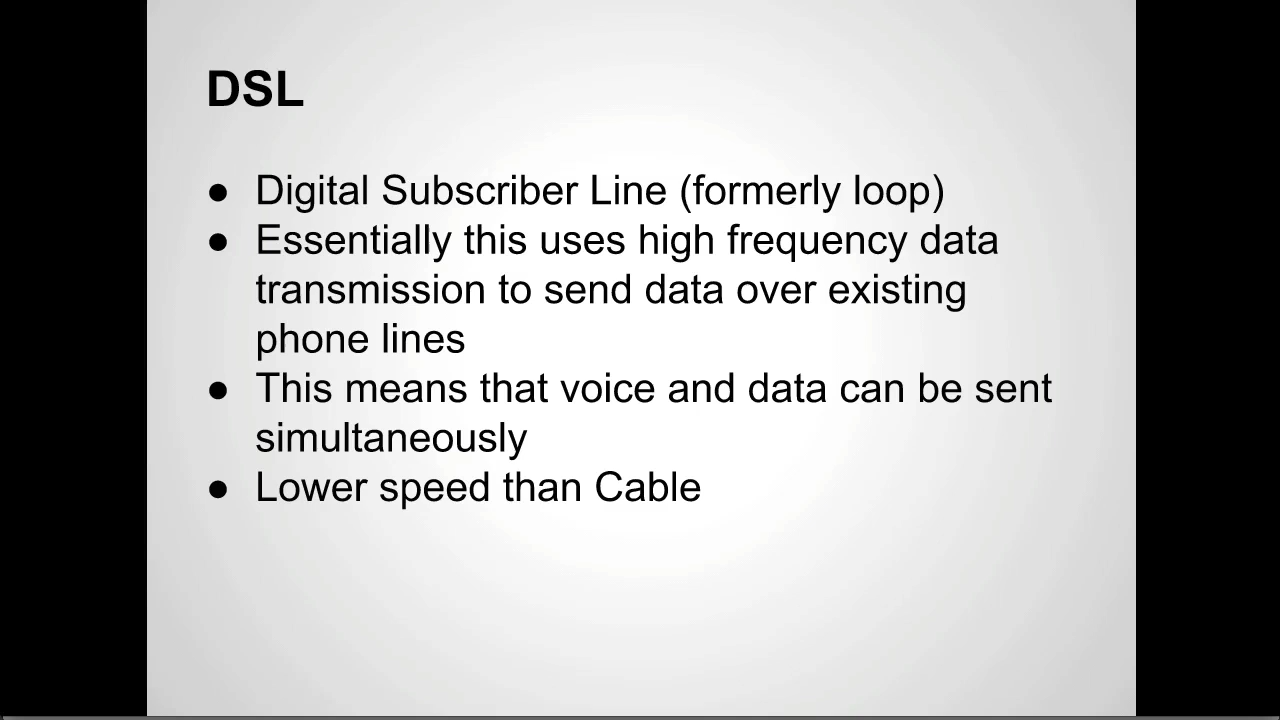 DSL
● Digital Subscriber Line (formerly loop)
● Essentially this uses high frequency data
transmission to send data over existing
phone lines
● This means that voice and data can be sent
simultaneously
● Lower speed than Cable